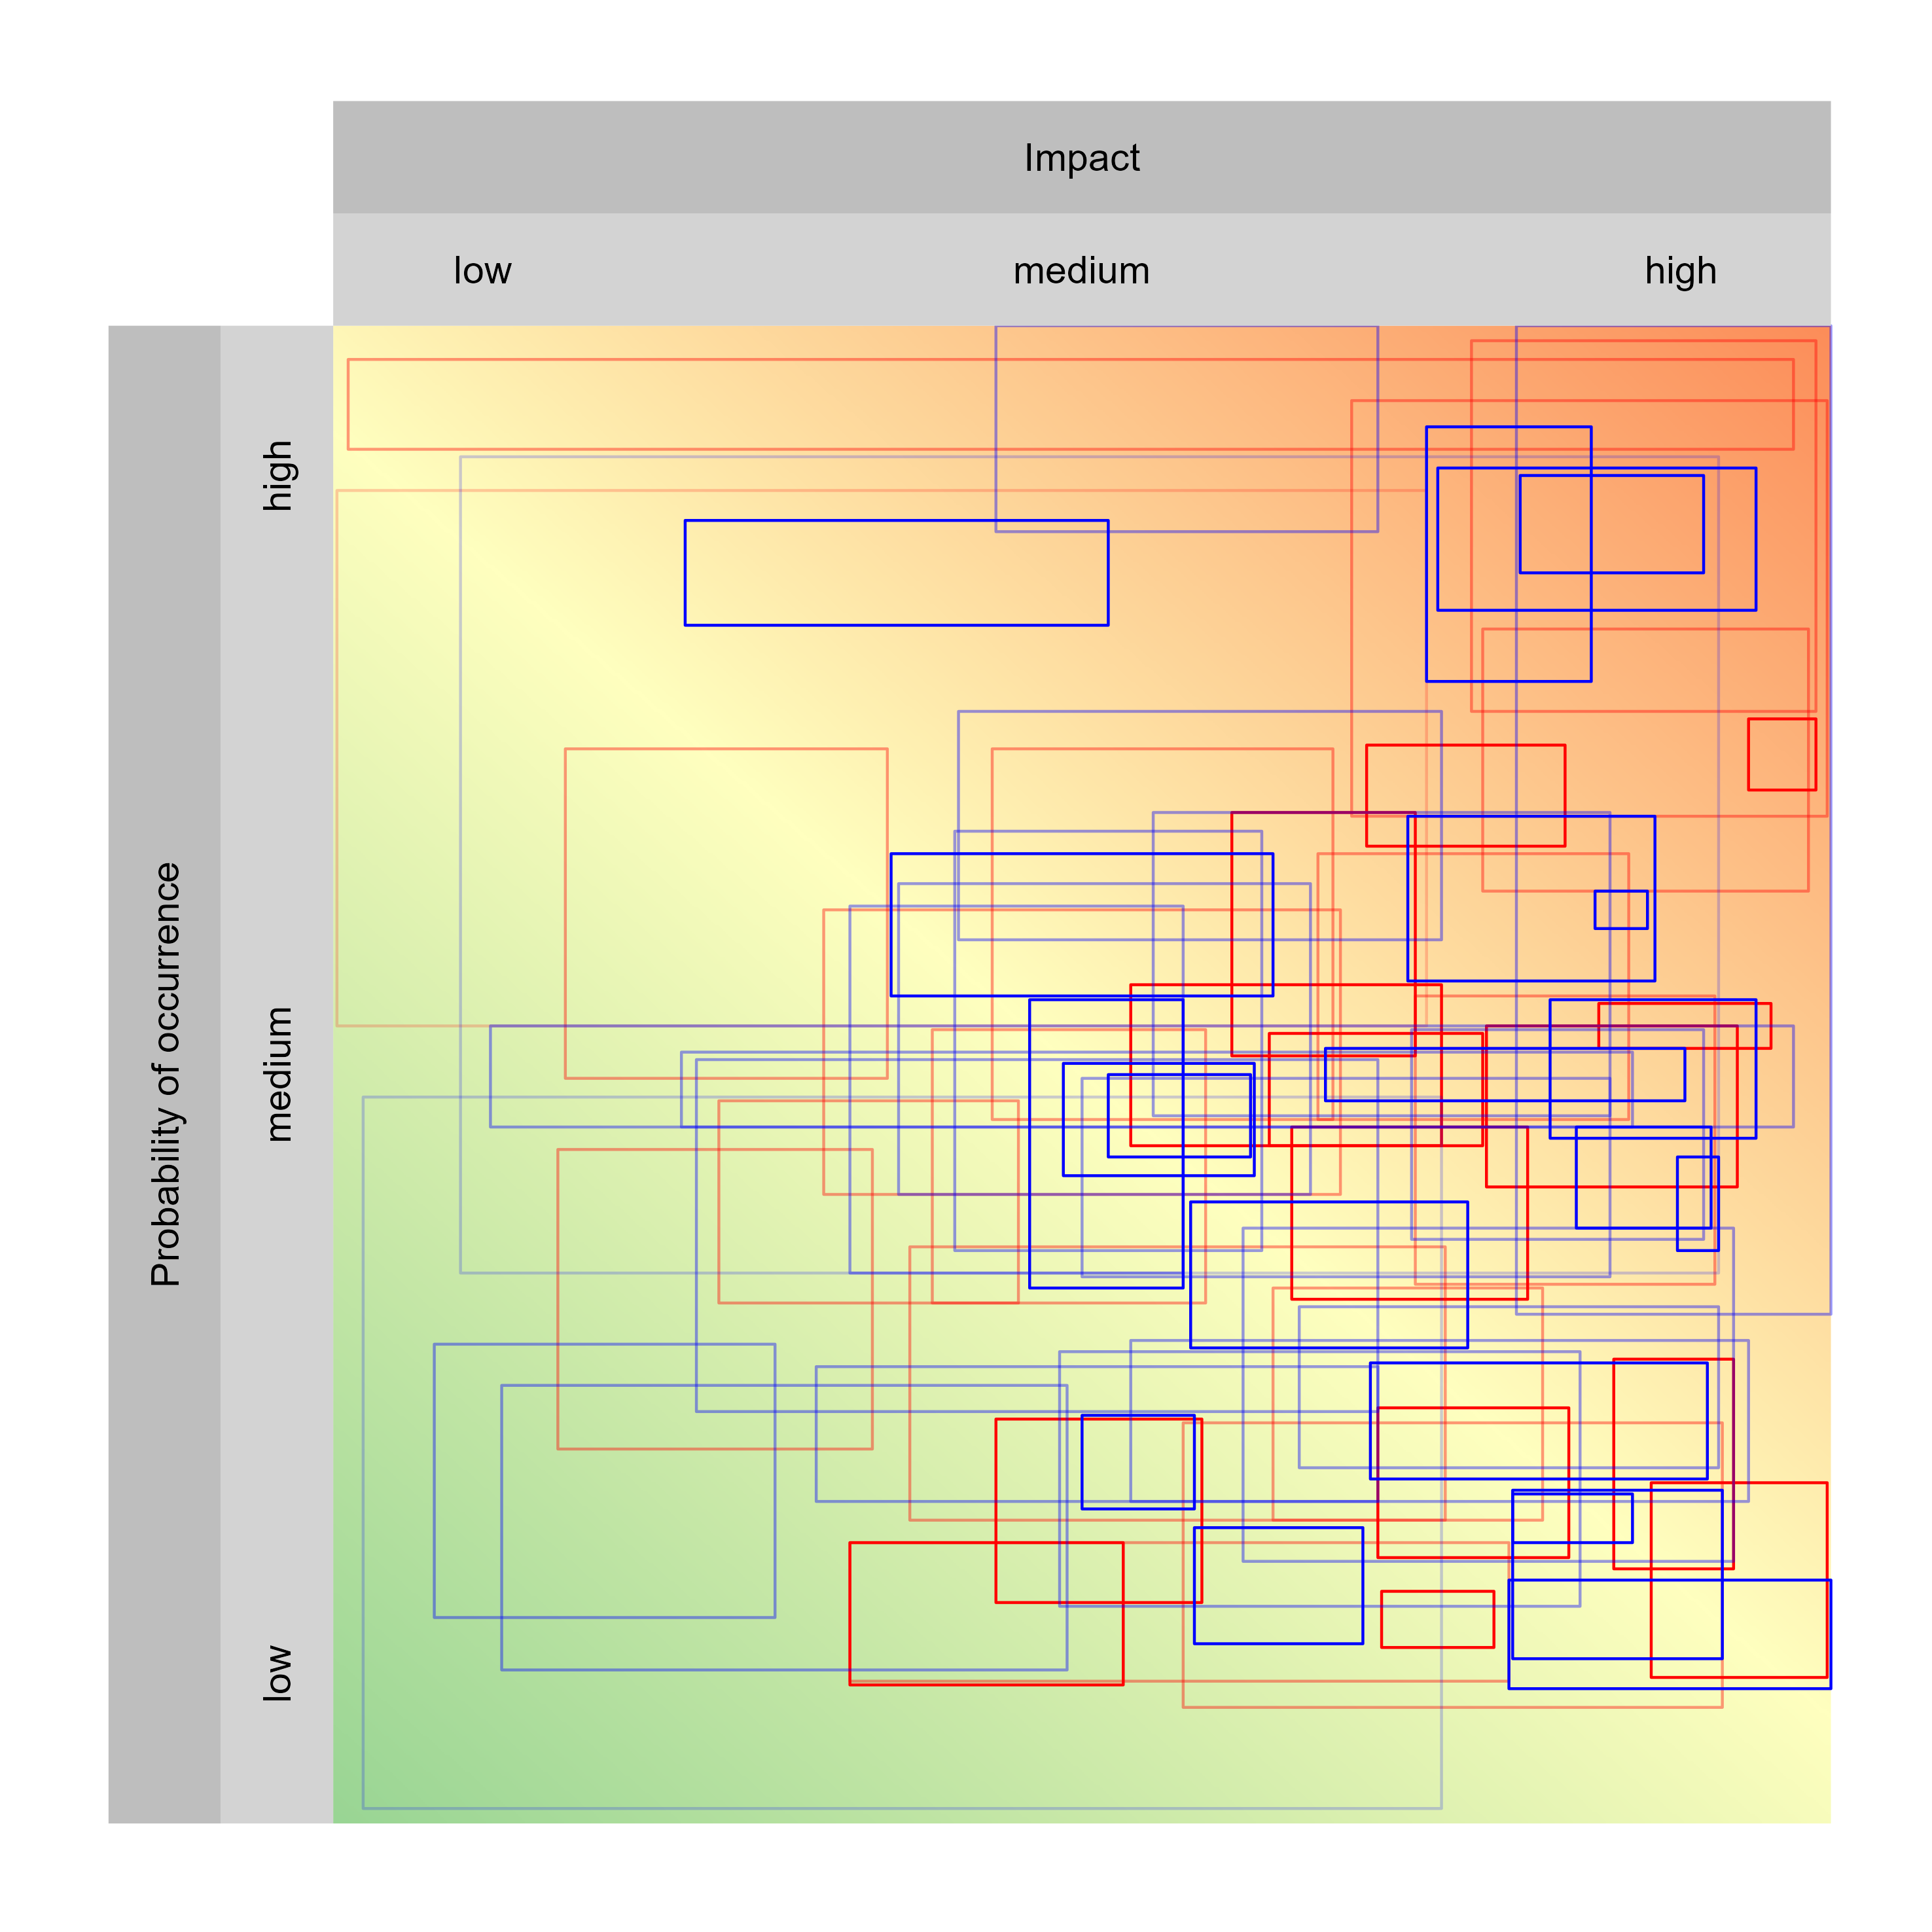 Impact
low
medium
high
Probability of occurrence
high
medium
low